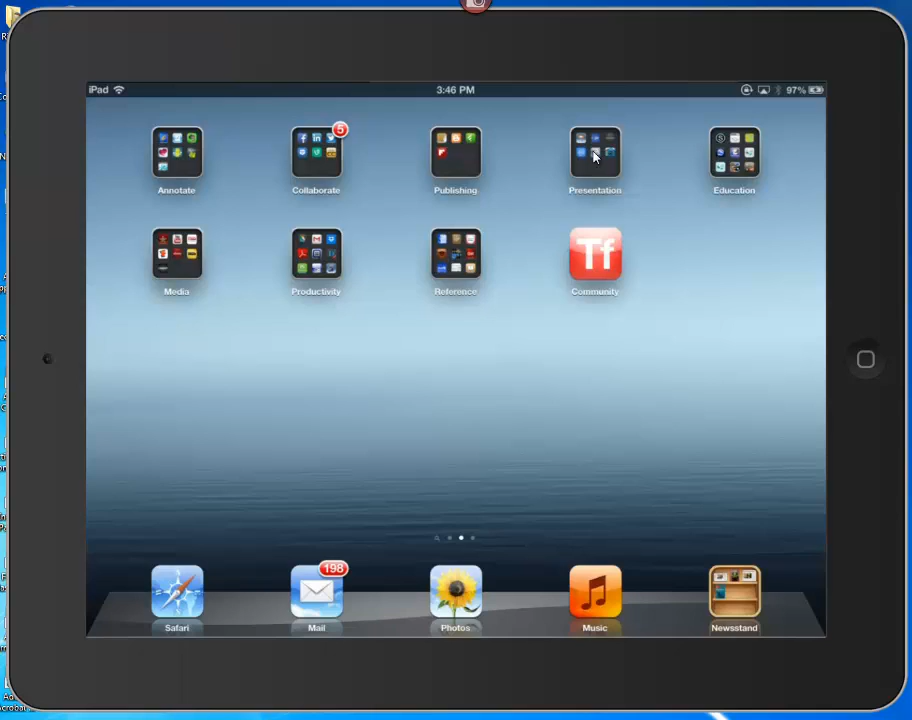 iPad 3:46 PM 97%
5
Annotate Collaborate Publishing Presentation Education
Tf
Media Productivity Reference Community
198
Safari Mail Photos Music Newsstand